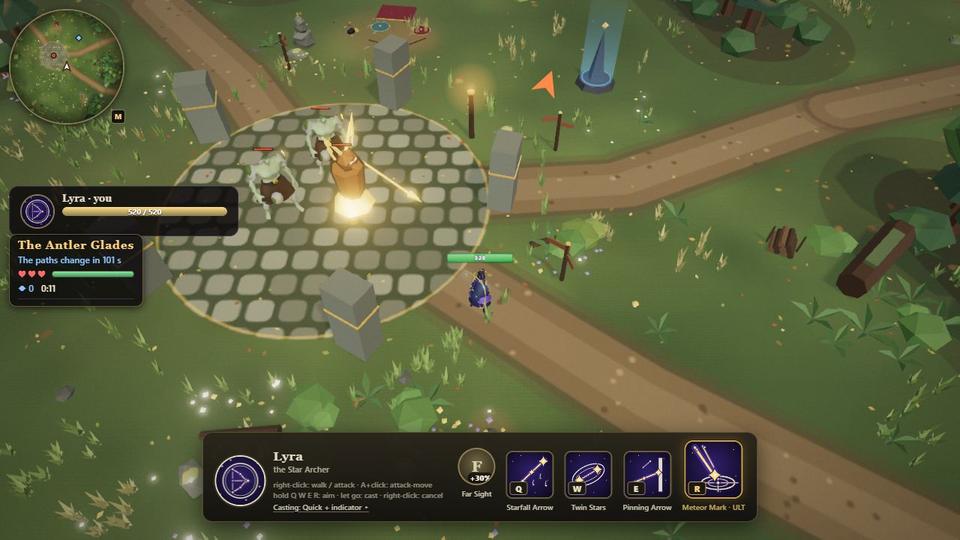 M
Lyra · you
520 / 520
The Antler Glades
The paths change in 101 s
0 0:11
520
Lyra
the Star Archer
right-click: walk / attack · A+click: attack-move
hold Q W E R: aim · let go: cast · right-click: cancel
Casting: Quick + indicator
F
+30%
Far Sight
Q
Starfall Arrow
W
Twin Stars
E
Pinning Arrow
R
Meteor Mark · ULT